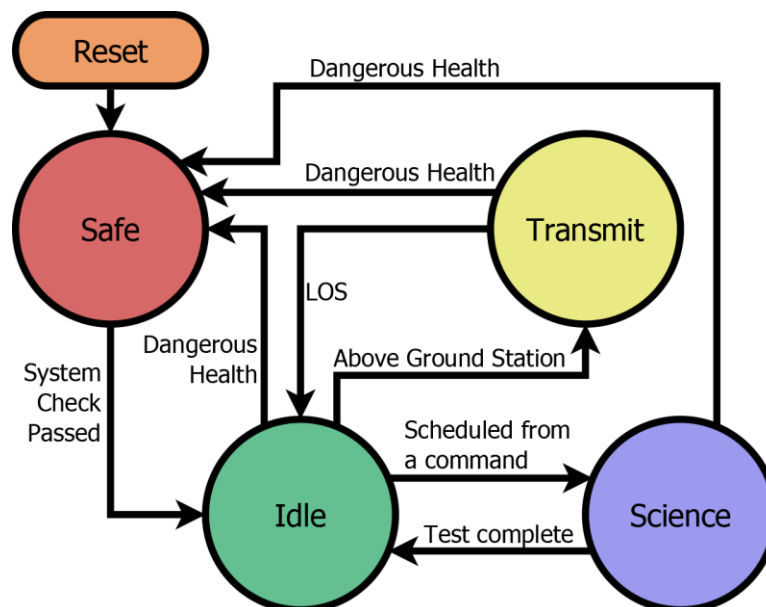 Reset
Dangerous Health
Dangerous Health
Safe
Transmit
LOS
Dangerous
Health
Above Ground Station
System
Check
Passed
Scheduled from
a command
Idle
Science
Test complete